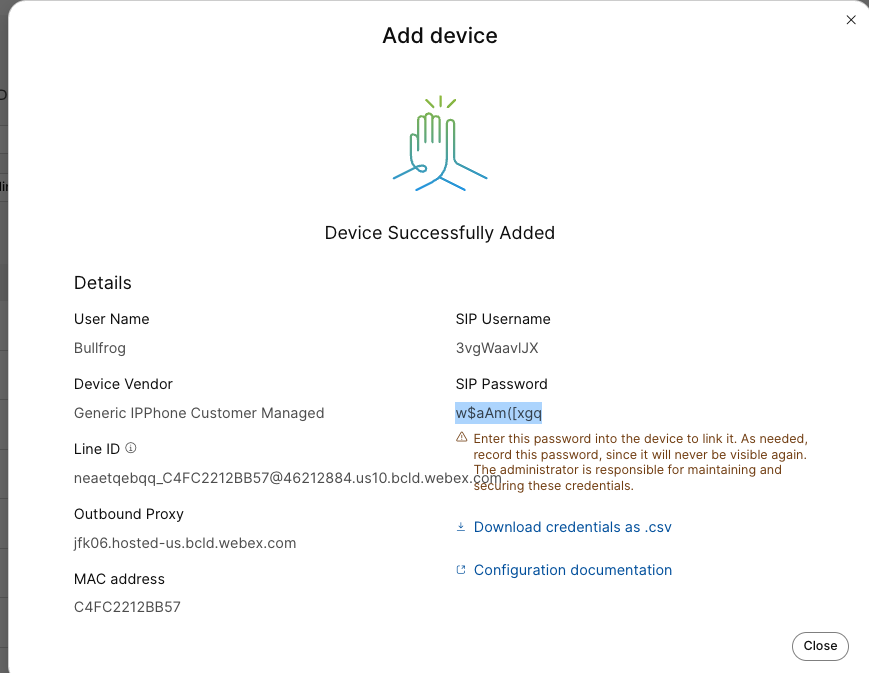 Add device
Device Successfully Added
Details
User Name
Bullfrog
Device Vendor
Generic IPPhone Customer Managed
Line ID
neaetqebqq_C4FC2212BB57@46212884.us10.bcld.webex.com
Outbound Proxy
jfk06.hosted-us.bcld.webex.com
MAC address
C4FC2212BB57
SIP Username
3vgWaavlJX
SIP Password
w$aAm([xgq
Enter this password into the device to link it. As needed,
record this password, since it will never be visible again.
The administrator is responsible for maintaining and
securing these credentials.
Download credentials as .csv
Configuration documentation
Close